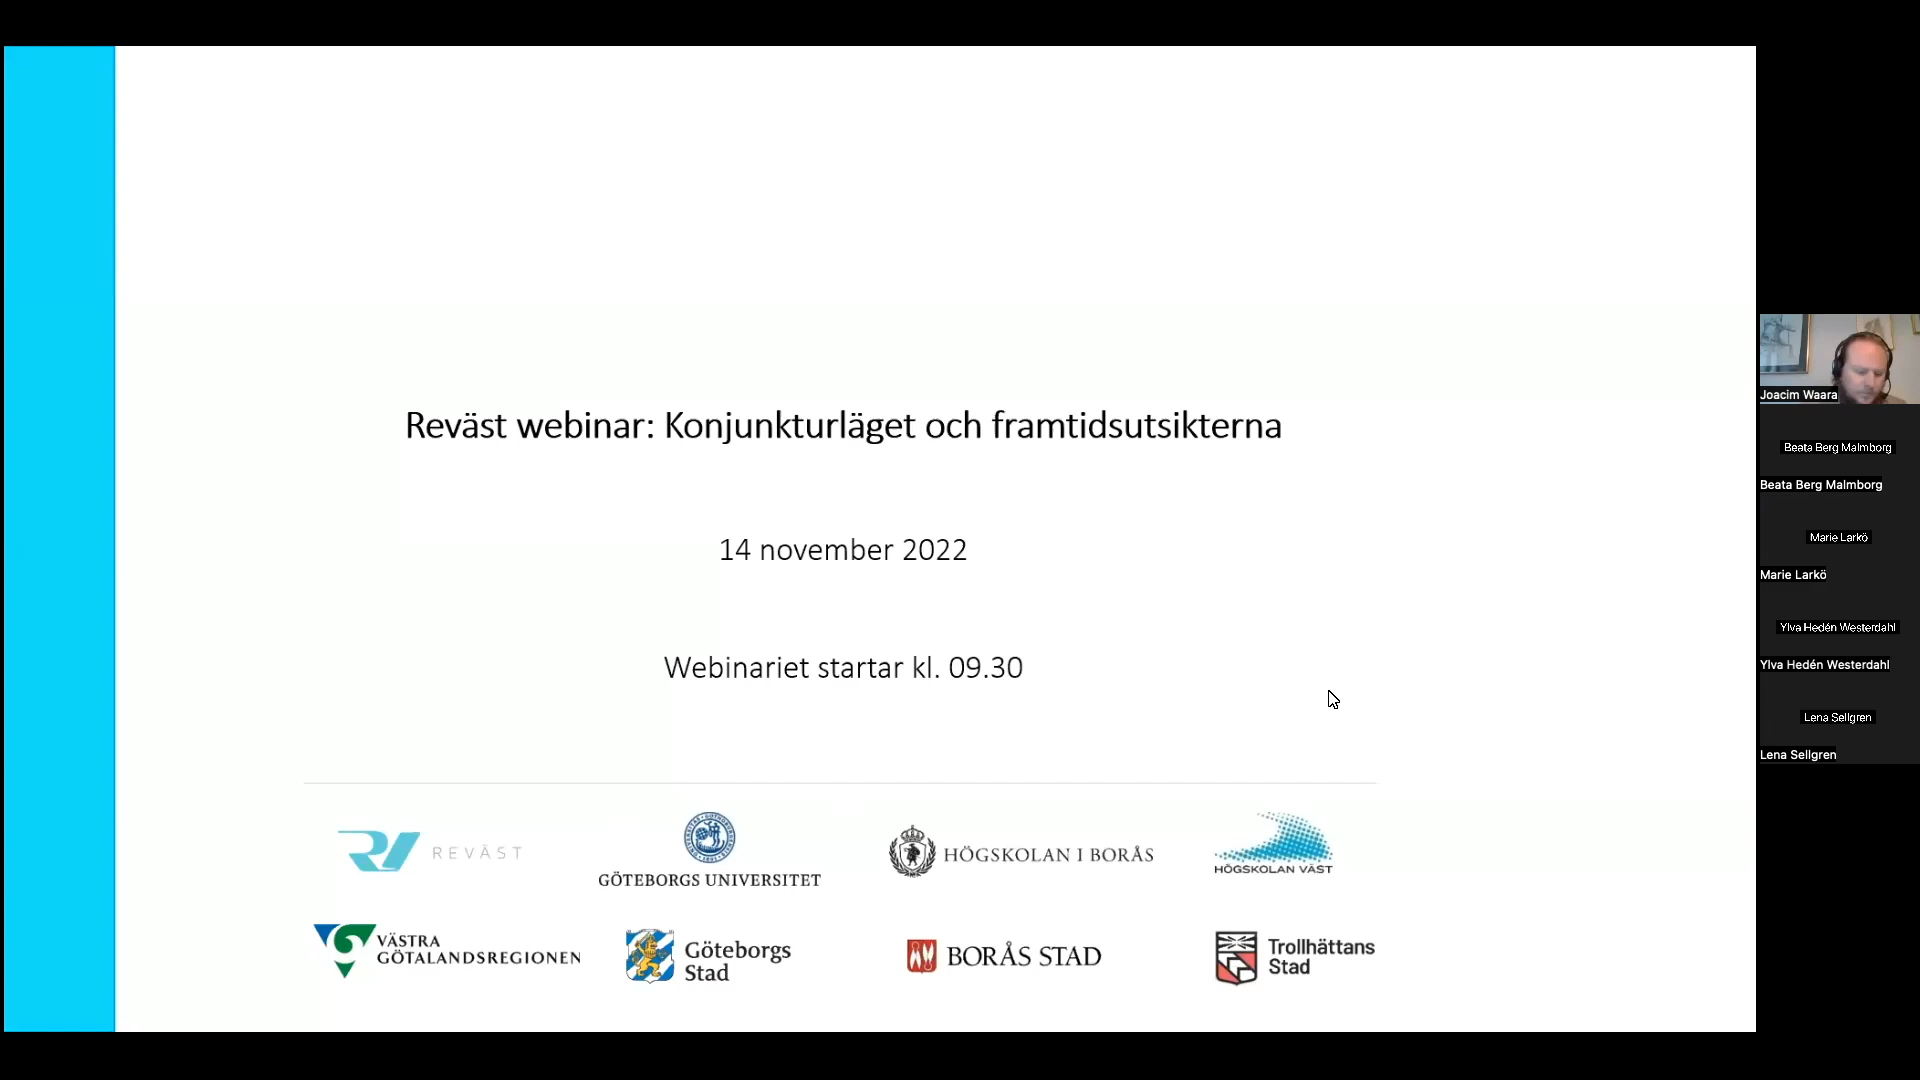 Reväst webinar: Konjunkturläget och framtidsutsikterna
14 november 2022
Webinariet startar kl. 09.30
REVÄST
GÖTEBORGS UNIVERSITET
HÖGSKOLAN I BORÅS
HÖGSKOLAN VÄST
VÄSTRA
GÖTALANDSREGIONEN
Göteborgs
Stad
BORÅS STAD
Trollhättans
Stad
Joacim Waara
Beata Berg Malmborg
Beata Berg Malmborg
Marie Larkö
Marie Larkö
Ylva Hedén Westerdahl
Ylva Hedén Westerdahl
Lena Sellgren
Lena Sellgren